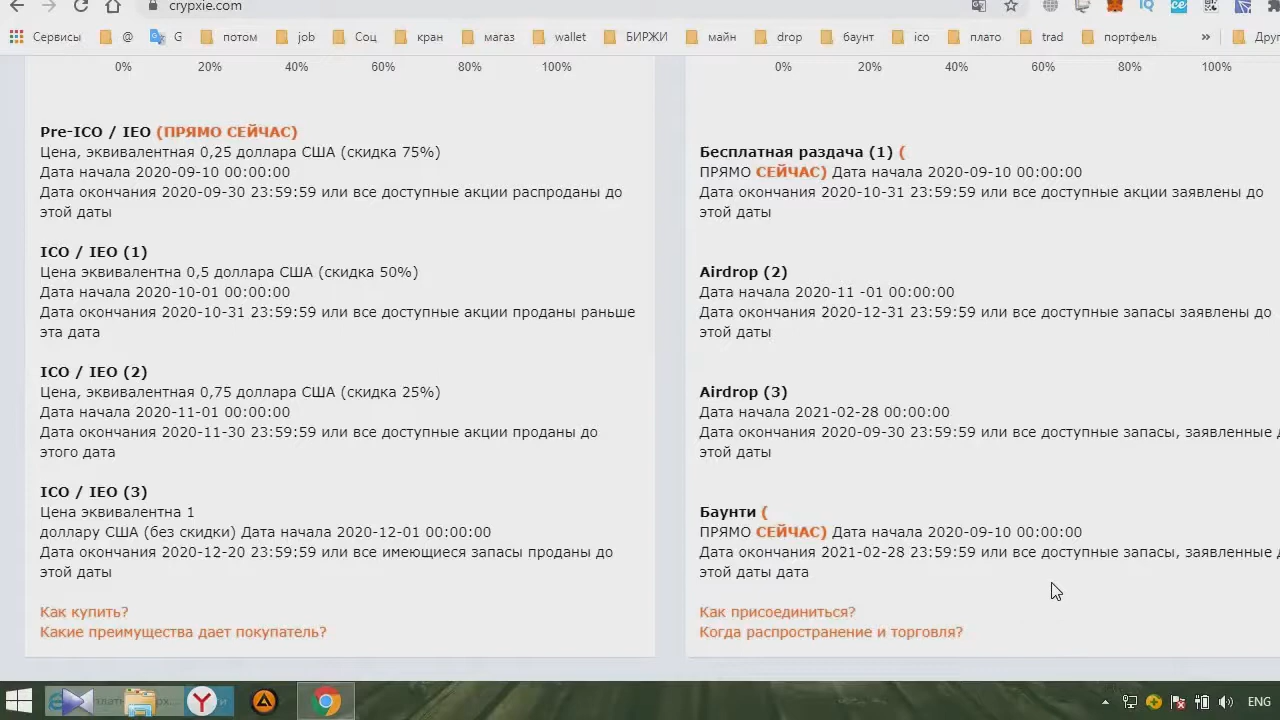 crypxie.com
Сервисы @ G потом job Соц кран магаз wallet БИРЖИ майн drop баунт ico плато trad портфель » Друг
0% 20% 40% 60% 80% 100%
Pre-ICO / IEO (ПРЯМО СЕЙЧАС)
Цена, эквивалентная 0,25 доллара США (скидка 75%)
Дата начала 2020-09-10 00:00:00
Дата окончания 2020-09-30 23:59:59 или все доступные акции распроданы до
этой даты
ICO / IEO (1)
Цена эквивалентна 0,5 доллара США (скидка 50%)
Дата начала 2020-10-01 00:00:00
Дата окончания 2020-10-31 23:59:59 или все доступные акции проданы раньше
эта дата
ICO / IEO (2)
Цена, эквивалентная 0,75 доллара США (скидка 25%)
Дата начала 2020-11-01 00:00:00
Дата окончания 2020-11-30 23:59:59 или все доступные акции проданы до
этого дата
ICO / IEO (3)
Цена эквивалентна 1
доллару США (без скидки) Дата начала 2020-12-01 00:00:00
Дата окончания 2020-12-20 23:59:59 или все имеющиеся запасы проданы до
этой даты
Как купить?
Какие преимущества дает покупатель?
0% 20% 40% 60% 80% 100%
Бесплатная раздача (1) (
ПРЯМО СЕЙЧАС) Дата начала 2020-09-10 00:00:00
Дата окончания 2020-10-31 23:59:59 или все доступные акции заявлены до
этой даты
Airdrop (2)
Дата начала 2020-11 -01 00:00:00
Дата окончания 2020-12-31 23:59:59 или все доступные запасы заявлены до
этой даты
Airdrop (3)
Дата начала 2021-02-28 00:00:00
Дата окончания 2020-09-30 23:59:59 или все доступные запасы, заявленные
этой даты
Баунти (
ПРЯМО СЕЙЧАС) Дата начала 2020-09-10 00:00:00
Дата окончания 2021-02-28 23:59:59 или все доступные запасы, заявленные
этой даты дата
Как присоединиться?
Когда распространение и торговля?
ENG